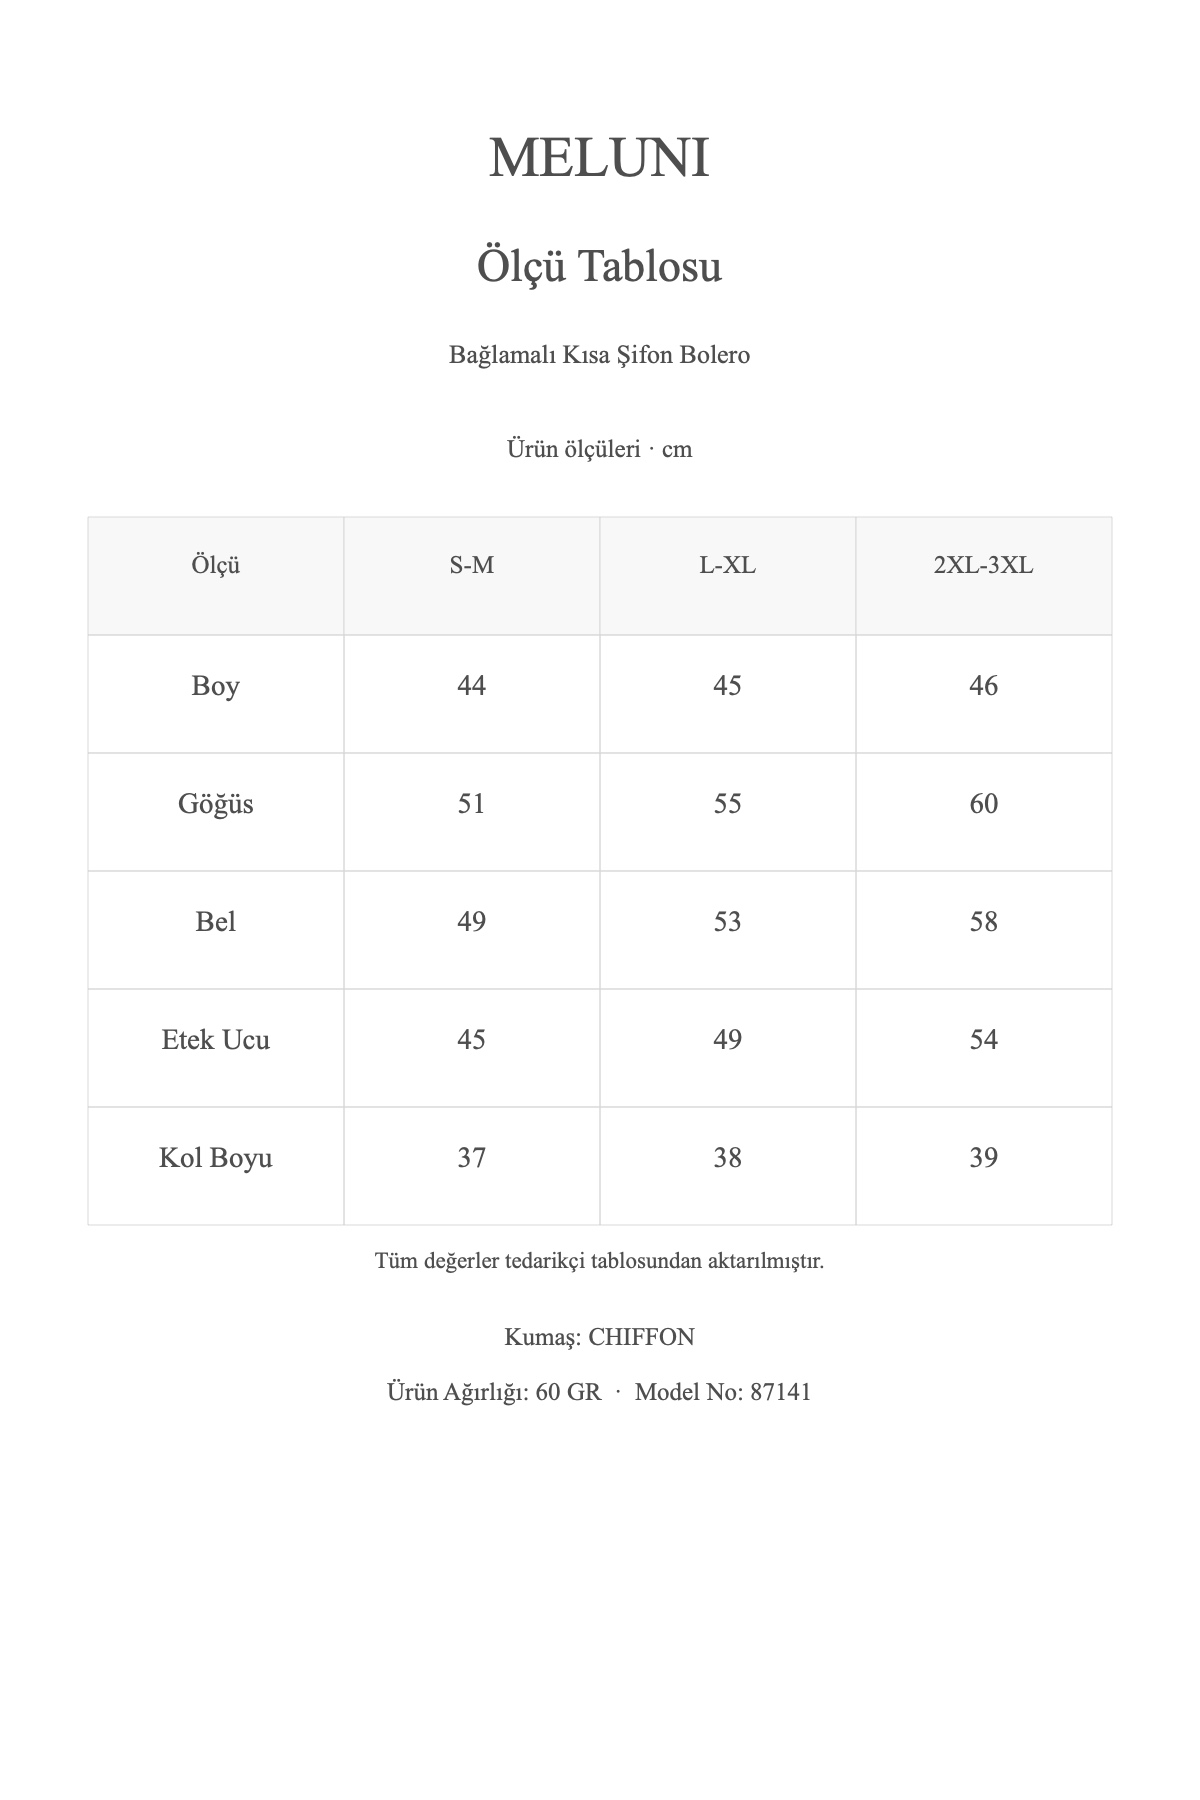 MELUNI
Ölçü Tablosu
Bağlamalı Kısa Şifon Bolero
Ürün ölçüleri · cm
Ölçü S-M L-XL 2XL-3XL
Boy 44 45 46
Göğüs 51 55 60
Bel 49 53 58
Etek Ucu 45 49 54
Kol Boyu 37 38 39
Tüm değerler tedarikçi tablosundan aktarılmıştır.
Kumaş: CHIFFON
Ürün Ağırlığı: 60 GR · Model No: 87141